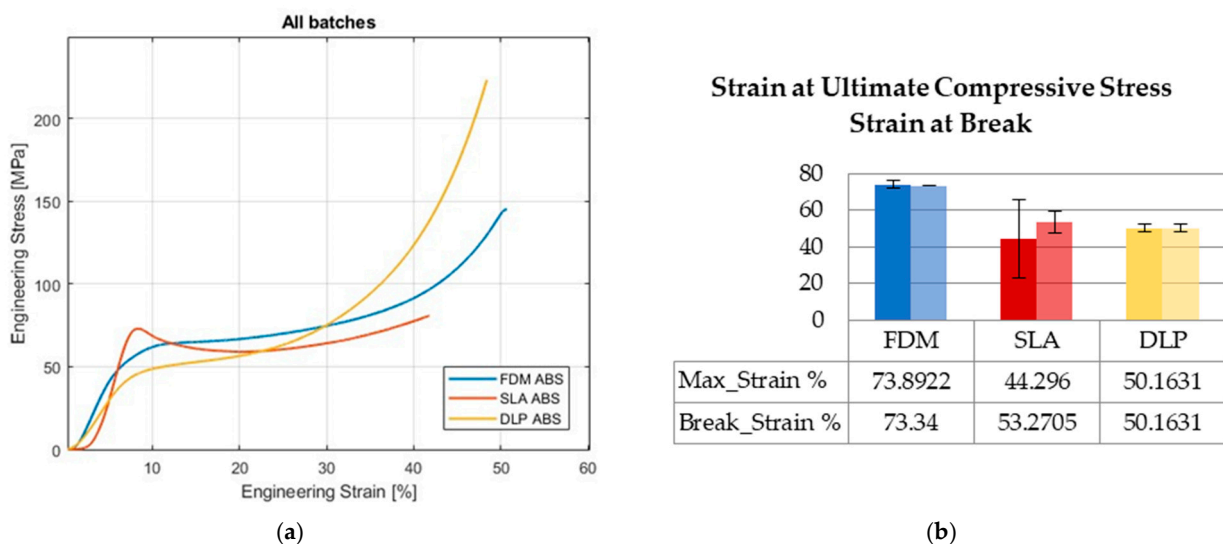 All batches
Engineering Stress [MPa]
200
150
100
50
0
10
20
30
40
50
60
Engineering Strain [%]
FDM ABS
SLA ABS
DLP ABS
(a)
Strain at Ultimate Compressive Stress
Strain at Break
80
60
40
20
0
FDM SLA DLP
Max_Strain % 73.8922 44.296 50.1631
Break_Strain % 73.34 53.2705 50.1631
(b)